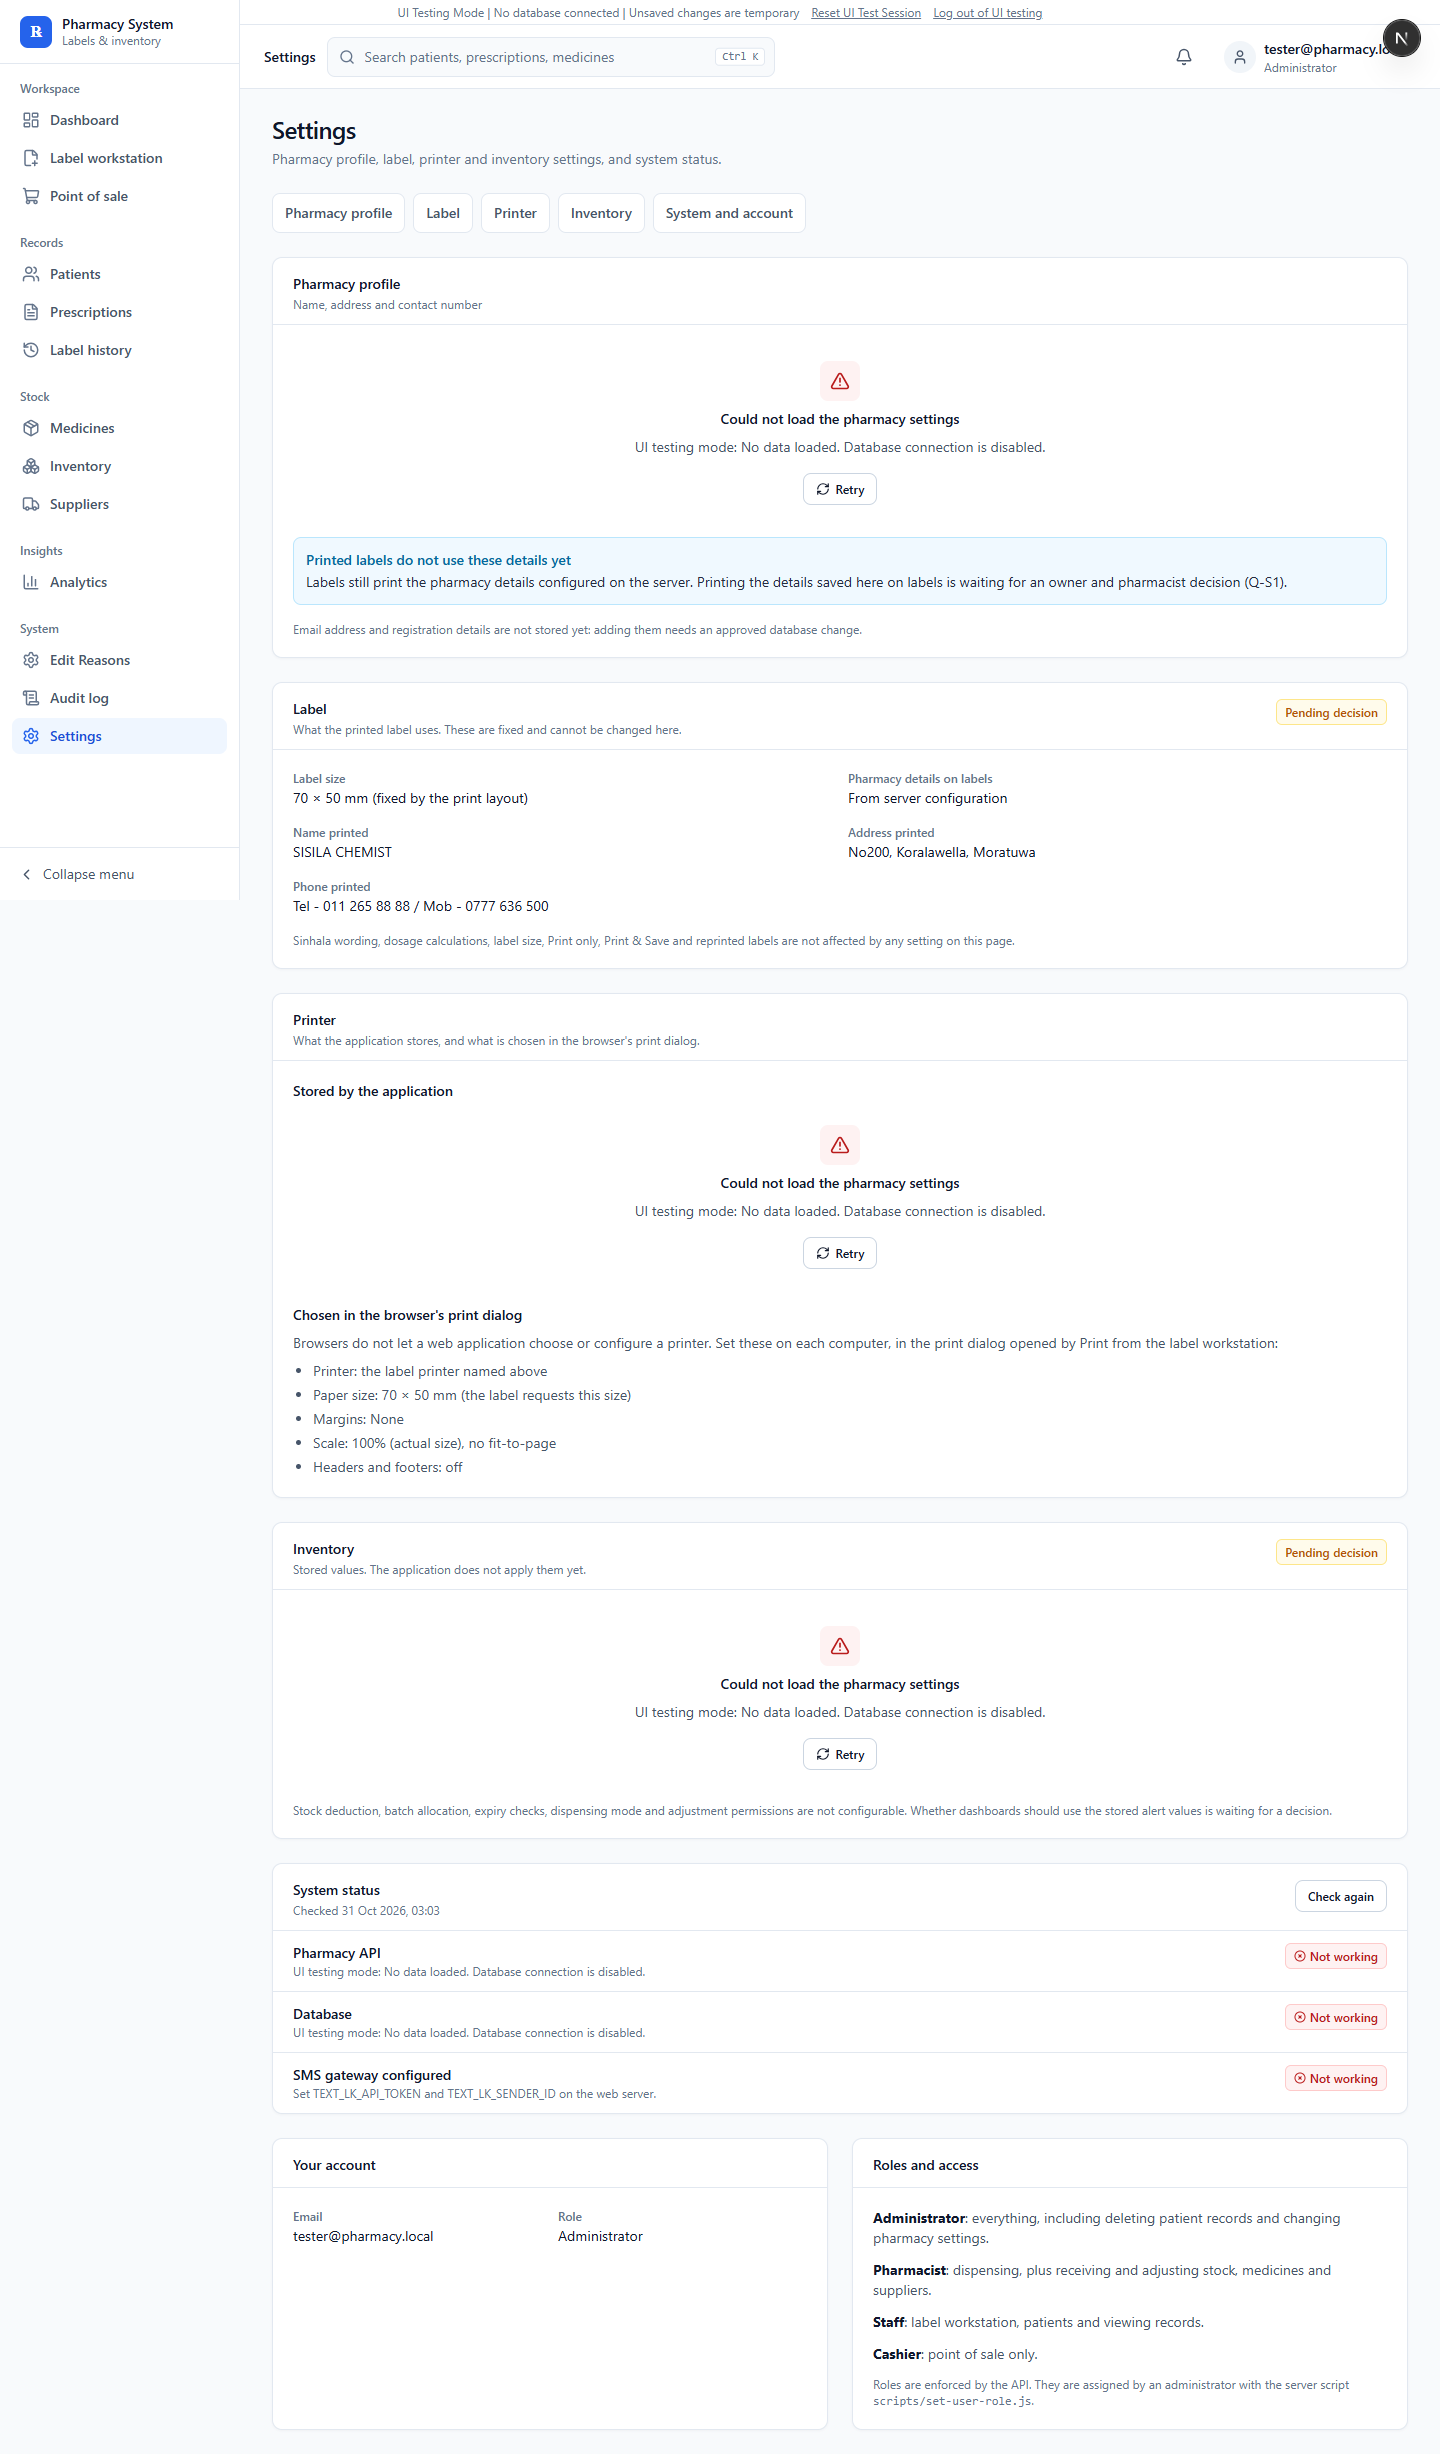 ℞
Pharmacy System
Labels & inventory
Workspace
Dashboard
Label workstation
Point of sale
Records
Patients
Prescriptions
Label history
Stock
Medicines
Inventory
Suppliers
Insights
Analytics
System
Edit Reasons
Audit log
Settings
Collapse menu
UI Testing Mode | No database connected | Unsaved changes are temporary Reset UI Test Session Log out of UI testing
Settings
Search patients, prescriptions, medicines
Ctrl K
tester@pharmacy.lo
Administrator
N
Settings
Pharmacy profile, label, printer and inventory settings, and system status.
Pharmacy profile
Label
Printer
Inventory
System and account
Pharmacy profile
Name, address and contact number
Could not load the pharmacy settings
UI testing mode: No data loaded. Database connection is disabled.
Retry
Printed labels do not use these details yet
Labels still print the pharmacy details configured on the server. Printing the details saved here on labels is waiting for an owner and pharmacist decision (Q-S1).
Email address and registration details are not stored yet: adding them needs an approved database change.
Label
What the printed label uses. These are fixed and cannot be changed here.
Pending decision
Label size
70 × 50 mm (fixed by the print layout)
Pharmacy details on labels
From server configuration
Name printed
SISILA CHEMIST
Address printed
No200, Koralawella, Moratuwa
Phone printed
Tel - 011 265 88 88 / Mob - 0777 636 500
Sinhala wording, dosage calculations, label size, Print only, Print & Save and reprinted labels are not affected by any setting on this page.
Printer
What the application stores, and what is chosen in the browser's print dialog.
Stored by the application
Could not load the pharmacy settings
UI testing mode: No data loaded. Database connection is disabled.
Retry
Chosen in the browser's print dialog
Browsers do not let a web application choose or configure a printer. Set these on each computer, in the print dialog opened by Print from the label workstation:
• Printer: the label printer named above
• Paper size: 70 × 50 mm (the label requests this size)
• Margins: None
• Scale: 100% (actual size), no fit-to-page
• Headers and footers: off
Inventory
Stored values. The application does not apply them yet.
Pending decision
Could not load the pharmacy settings
UI testing mode: No data loaded. Database connection is disabled.
Retry
Stock deduction, batch allocation, expiry checks, dispensing mode and adjustment permissions are not configurable. Whether dashboards should use the stored alert values is waiting for a decision.
System status
Checked 31 Oct 2026, 03:03
Check again
Pharmacy API
UI testing mode: No data loaded. Database connection is disabled.
Not working
Database
UI testing mode: No data loaded. Database connection is disabled.
Not working
SMS gateway configured
Set TEXT_LK_API_TOKEN and TEXT_LK_SENDER_ID on the web server.
Not working
Your account
Email
tester@pharmacy.local
Role
Administrator
Roles and access
Administrator: everything, including deleting patient records and changing
pharmacy settings.
Pharmacist: dispensing, plus receiving and adjusting stock, medicines and
suppliers.
Staff: label workstation, patients and viewing records.
Cashier: point of sale only.
Roles are enforced by the API. They are assigned by an administrator with the server script
scripts/set-user-role.js.